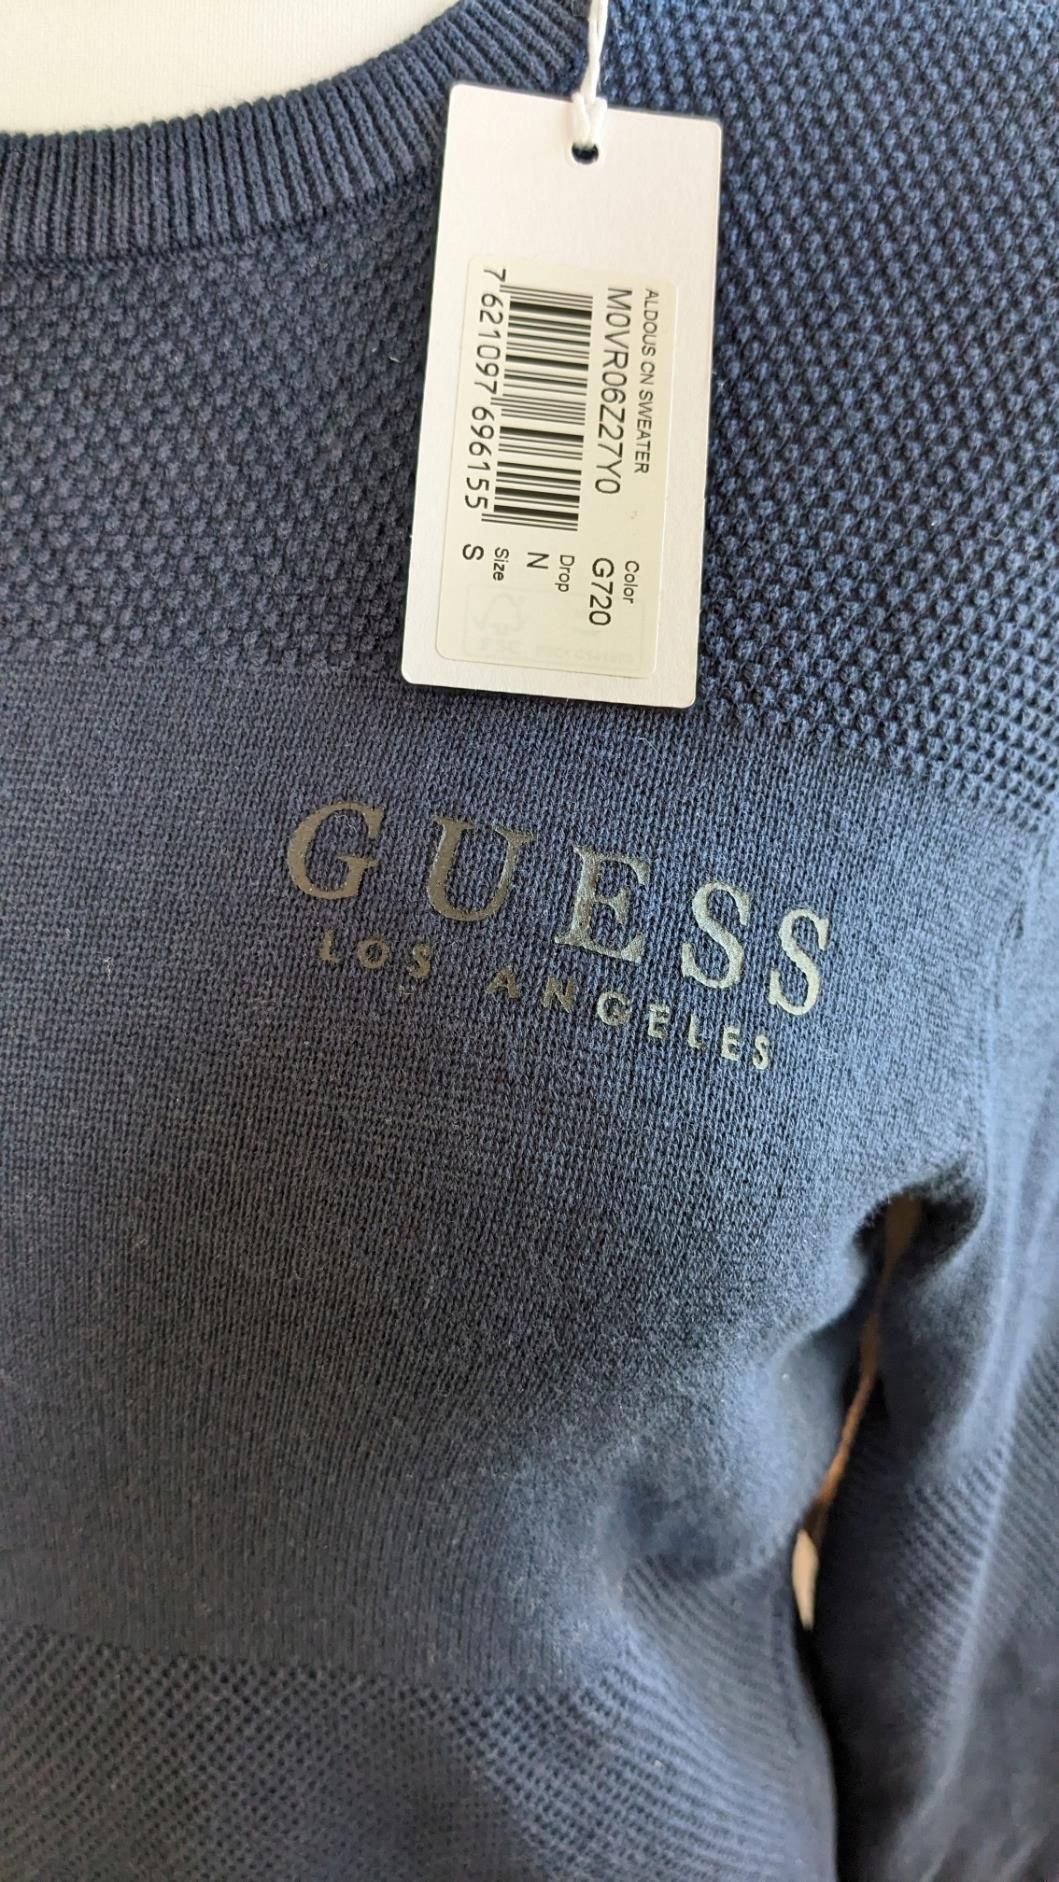 ALDOUS CN SWEATER
M0VR06Z27Y0
7 621097 696155
Color
G720
Drop
N
Size
S
GUESS
LOS ANGELES